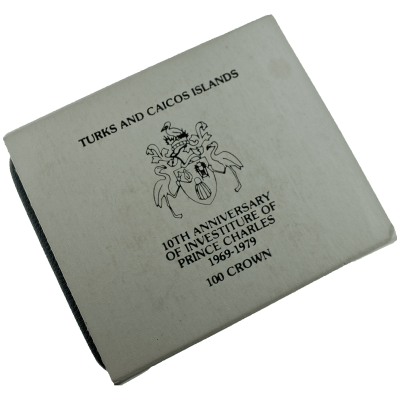 TURKS AND CAICOS ISLANDS
10TH ANNIVERSARY
OF INVESTITURE OF
PRINCE CHARLES
1969-1979
100 CROWN